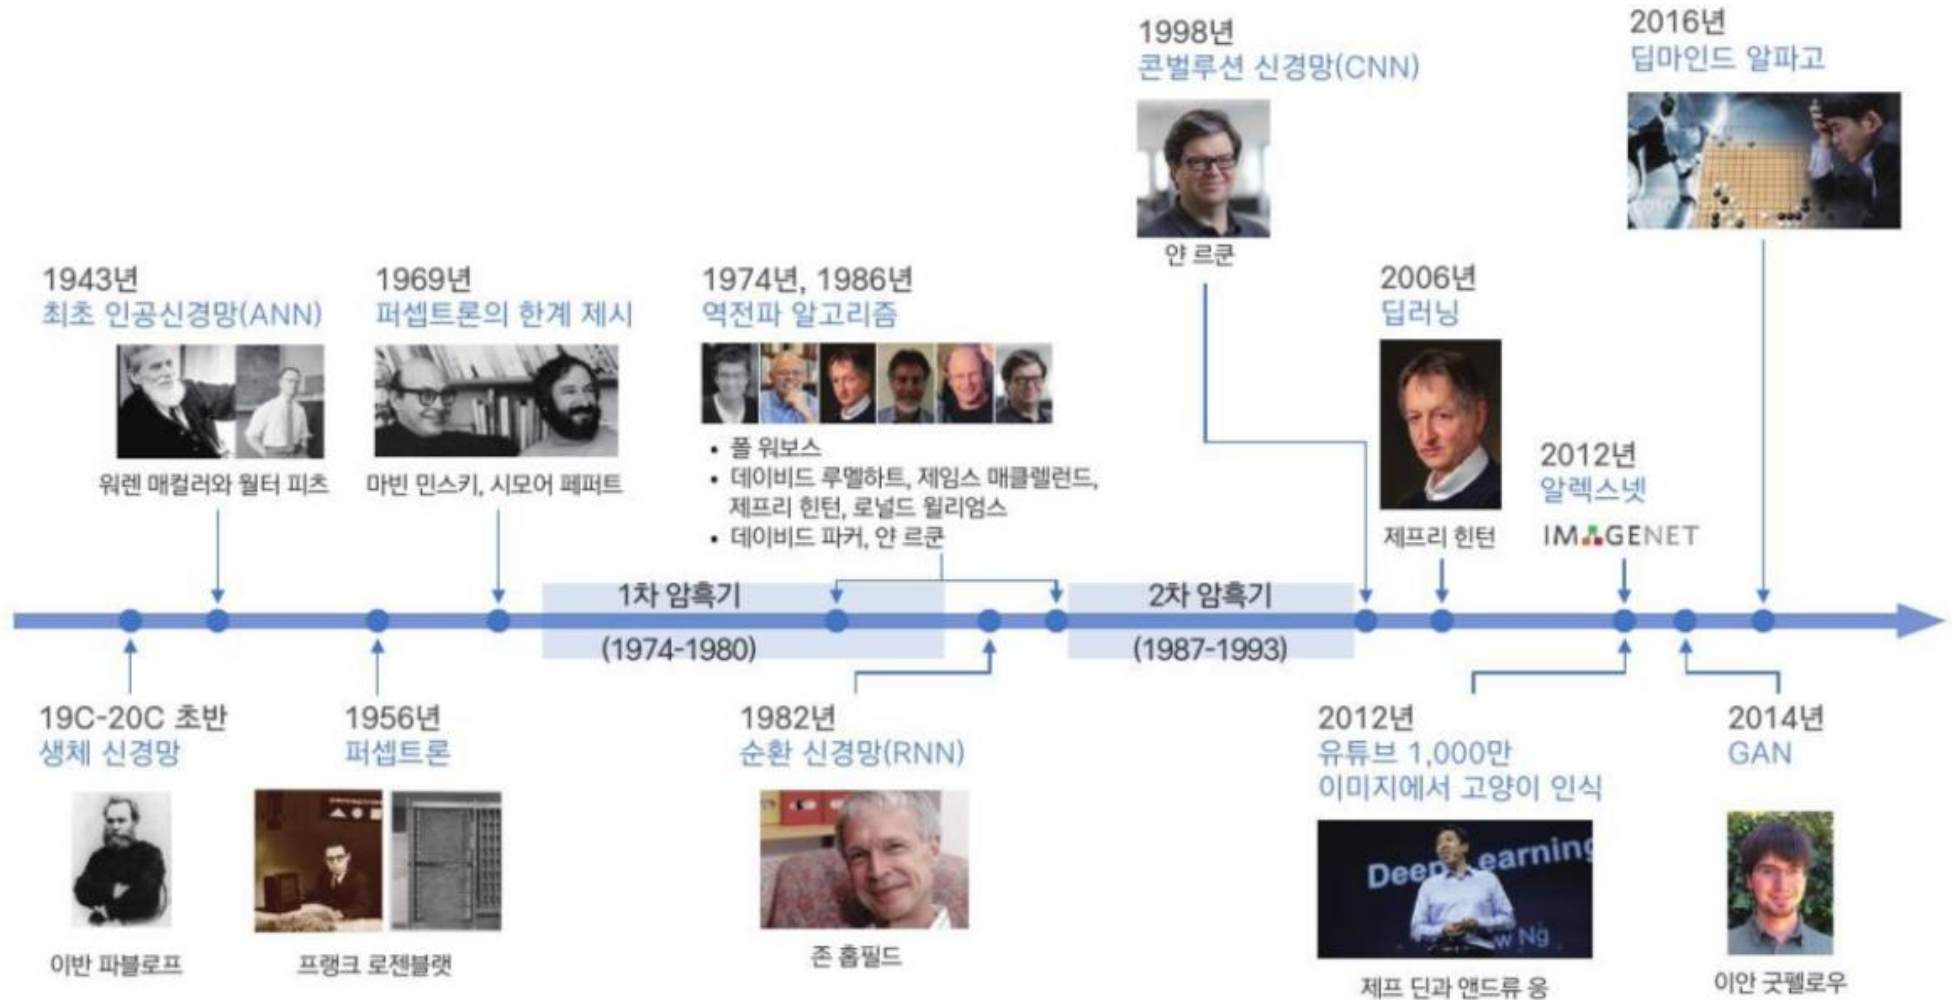 1998년
콘벌루션 신경망(CNN)
얀 르쿤
2016년
딥마인드 알파고
1943년
최초 인공신경망(ANN)
워렌 매컬러와 월터 피츠
1969년
퍼셉트론의 한계 제시
마빈 민스키, 시모어 페퍼트
1974년, 1986년
역전파 알고리즘
• 폴 워보스
• 데이비드 루멜하트, 제임스 매클렐런드,
제프리 힌턴, 로널드 윌리엄스
• 데이비드 파커, 얀 르쿤
2006년
딥러닝
제프리 힌턴
2012년
알렉스넷
IMAGENET
1차 암흑기
(1974-1980)
2차 암흑기
(1987-1993)
19C-20C 초반
생체 신경망
이반 파블로프
1956년
퍼셉트론
프랭크 로젠블랫
1982년
순환 신경망(RNN)
존 홉필드
2012년
유튜브 1,000만
이미지에서 고양이 인식
Deep Learning
w Ng
제프 딘과 앤드류 응
2014년
GAN
이안 굿펠로우